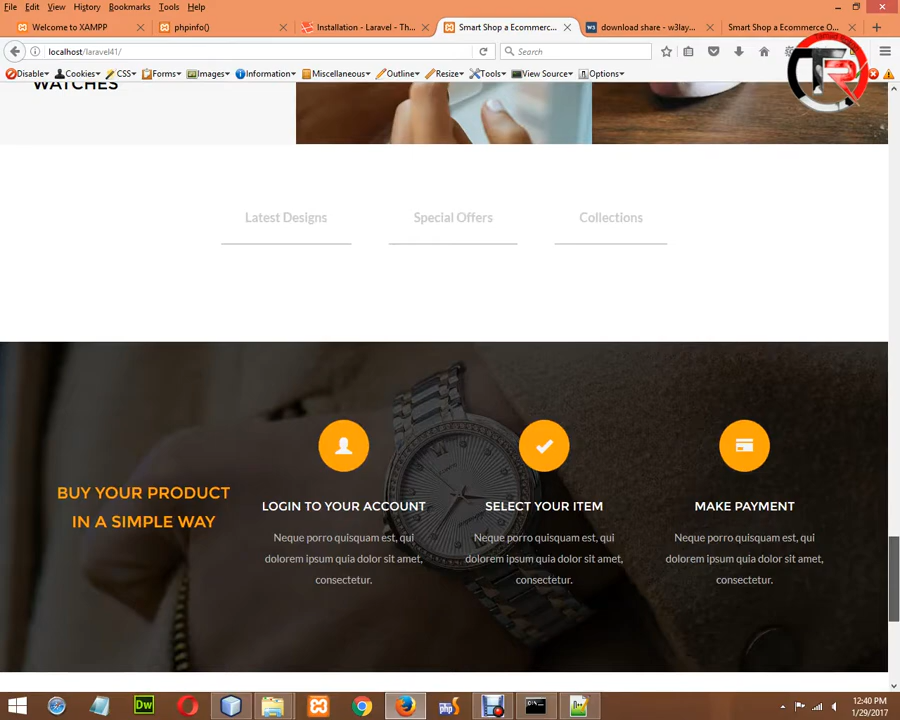 File Edit View History Bookmarks Tools Help
Welcome to XAMPP
phpinfo()
Installation - Laravel - Th...
Smart Shop a Ecommerc...
download share - w3lay...
Smart Shop a Ecommerce O...
localhost/laravel41/
Search
Disable Cookies CSS Forms Images Information Miscellaneous Outline Resize Tools View Source Options
WATCHES
Latest Designs
Special Offers
Collections
BUY YOUR PRODUCT
IN A SIMPLE WAY
LOGIN TO YOUR ACCOUNT
Neque porro quisquam est, qui
dolorem ipsum quia dolor sit amet,
consectetur.
SELECT YOUR ITEM
Neque porro quisquam est, qui
dolorem ipsum quia dolor sit amet,
consectetur.
MAKE PAYMENT
Neque porro quisquam est, qui
dolorem ipsum quia dolor sit amet,
consectetur.
12:40 PM
1/29/2017